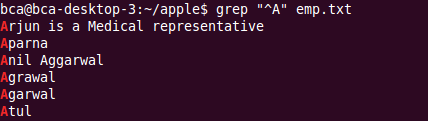 bca@bca-desktop-3:~/apple$ grep "^A" emp.txt
Arjun is a Medical representative
Aparna
Anil Aggarwal
Agrawal
Agarwal
Atul